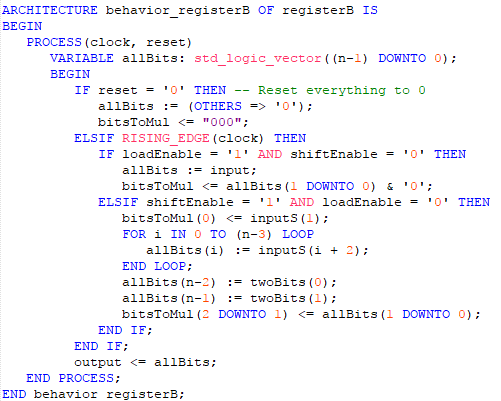 ARCHITECTURE behavior_registerB OF registerB IS
BEGIN
PROCESS(clock, reset)
VARIABLE allBits: std_logic_vector((n-1) DOWNTO 0);
BEGIN
IF reset = '0' THEN -- Reset everything to 0
allBits := (OTHERS => '0');
bitsToMul <= "000";
ELSIF RISING_EDGE(clock) THEN
IF loadEnable = '1' AND shiftEnable = '0' THEN
allBits := input;
bitsToMul <= allBits(1 DOWNTO 0) & '0';
ELSIF shiftEnable = '1' AND loadEnable = '0' THEN
bitsToMul(0) <= inputS(1);
FOR i IN 0 TO (n-3) LOOP
allBits(i) := inputS(i + 2);
END LOOP;
allBits(n-2) := twoBits(0);
allBits(n-1) := twoBits(1);
bitsToMul(2 DOWNTO 1) <= allBits(1 DOWNTO 0);
END IF;
END IF;
output <= allBits;
END PROCESS;
END behavior_registerB;